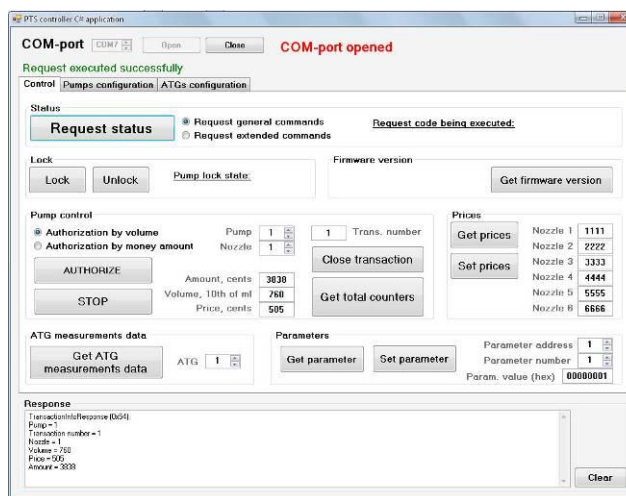 PTS controller C# application
COM-port COM7 Open Close COM-port opened
Request executed successfully
Control Pumps configuration ATGs configuration
Status
Request status Request general commands Request code being executed:
Request extended commands
Lock Firmware version
Lock Unlock Pump lock state: Get firmware version
Pump control Prices
Authorization by volume Pump 1 1 Trans. number Get prices Nozzle 1 1111
Authorization by money amount Nozzle 1 Nozzle 2 2222
AUTHORIZE Close transaction Set prices Nozzle 3 3333
Amount, cents 3838 Nozzle 4 4444
STOP Volume, 10th of ml 760 Get total counters Nozzle 5 5555
Price, cents 505 Nozzle 6 6666
ATG measurements data Parameters
Get ATG measurements data ATG 1 Get parameter Set parameter Parameter address 1
Parameter number 1
Param. value (hex) 00000001
Response
TransactionInfoResponse (0x54):
Pump = 1
Transaction number = 1
Nozzle = 1
Volume = 760
Price = 505
Amount = 3838
Clear